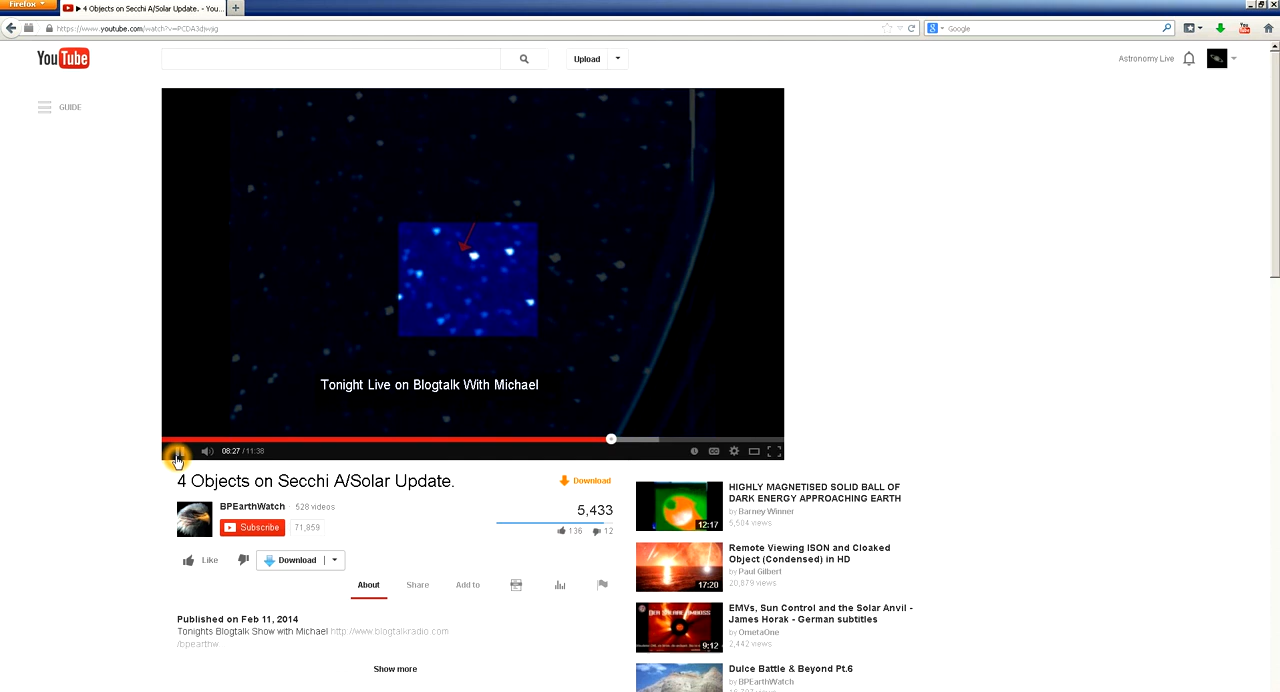 Firefox
4 Objects on Secchi A/Solar Update. - You...
https://www.youtube.com/watch?v=PCDA3djwjig
Google
YouTube
Upload
Astronomy Live
GUIDE
Tonight Live on Blogtalk With Michael
08:27 / 11:38
4 Objects on Secchi A/Solar Update.
Download
BPEarthWatch 528 videos
Subscribe 71,859
5,433
136 12
Like
Download
About Share Add to
Published on Feb 11, 2014
Tonights Blogtalk Show with Michael http://www.blogtalkradio.com
/bpearthw
Show more
HIGHLY MAGNETISED SOLID BALL OF
DARK ENERGY APPROACHING EARTH
by Barney Winner
5,604 views
12:17
Remote Viewing ISON and Cloaked
Object (Condensed) in HD
by Paul Gilbert
20,879 views
17:20
EMVs, Sun Control and the Solar Anvil -
James Horak - German subtitles
by OmetaOne
2,442 views
9:12
Dulce Battle & Beyond Pt.6
by BPEarthWatch